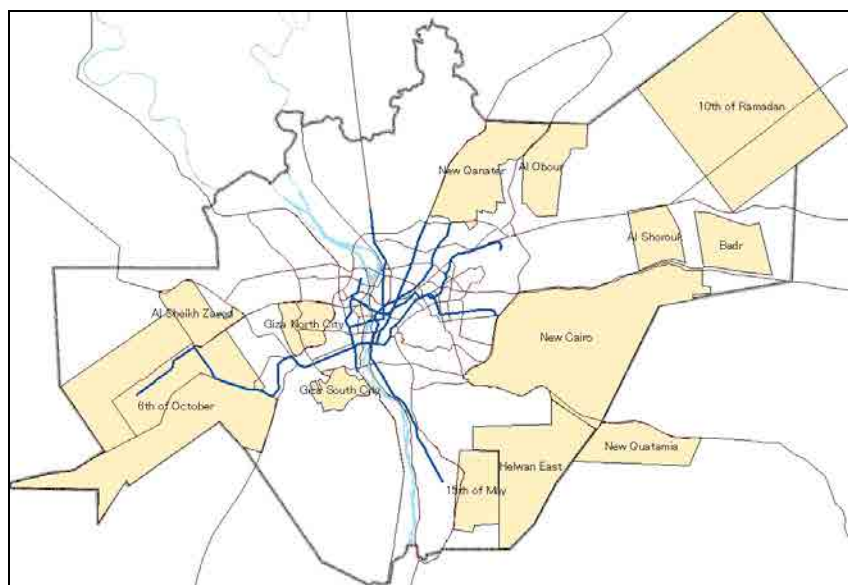 10th of Ramadan
New Qanater
Al Obour
Al Shorouk
Badr
Al Sheikh Zayed
Giza North City
New Cairo
6th of October
Giza South City
New Quatamia
Helwan East
15th of May